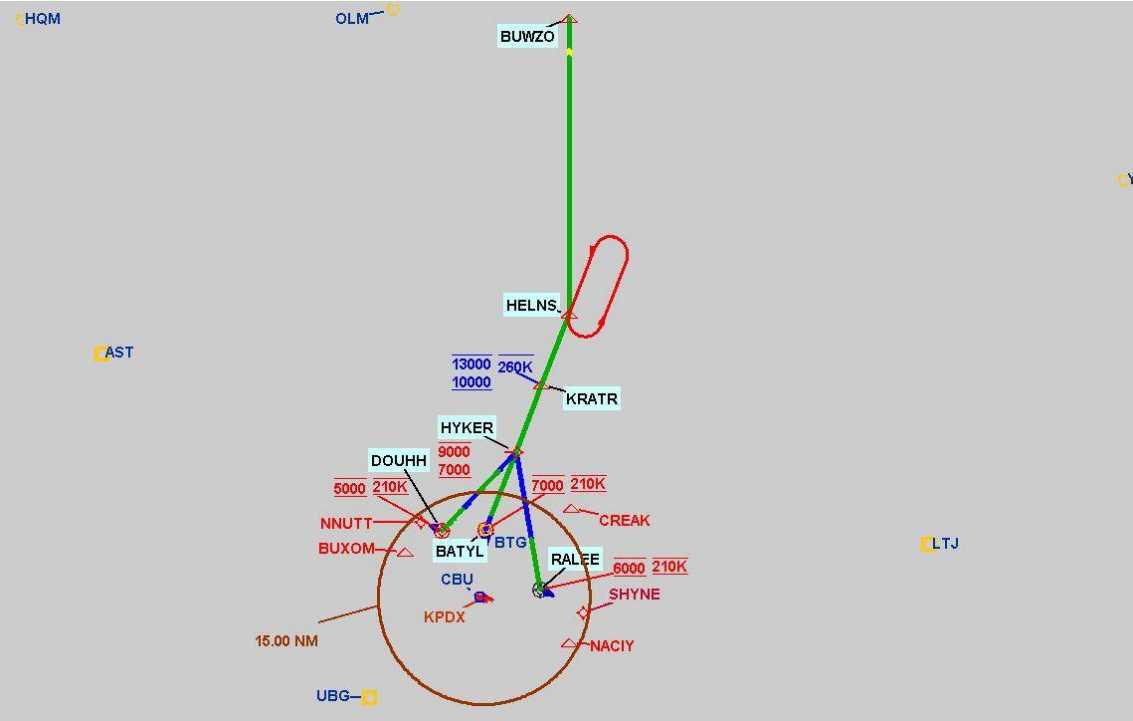 HQM
OLM
BUWZO
Y
HELNS
AST
13000 260K
10000
KRATR
HYKER
9000
7000
DOUHH
5000 210K
7000 210K
NNUTT
CREAK
BUXOM
BATYL
BTG
LTJ
RALEE
6000 210K
CBU
SHYNE
KPDX
15.00 NM
NACIY
UBG